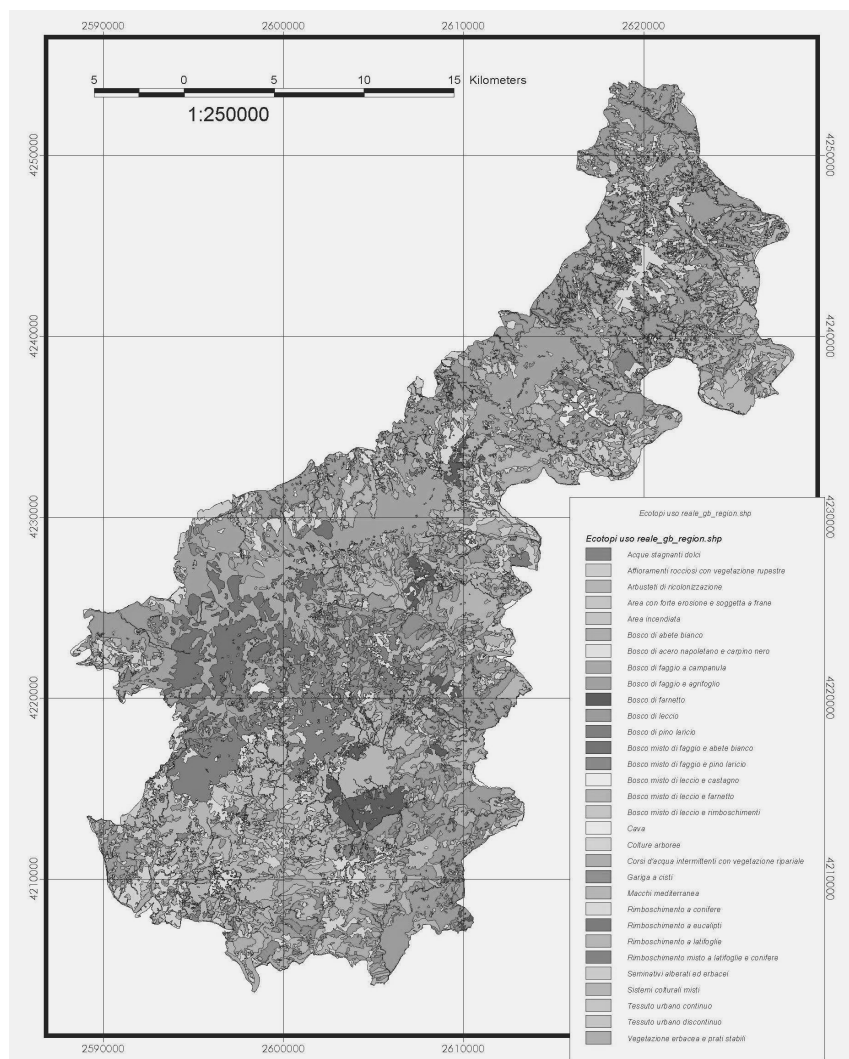 2590000 2600000 2610000 2620000
5 0 5 10 15 Kilometers
1:250000
4250000 4250000
4240000 4240000
4230000 4230000
4220000 4220000
4210000 4210000
Ecotopi uso reale_gb_region.shp
Ecotopi uso reale_gb_region.shp
Acque stagnanti dolci
Affioramenti rocciosi con vegetazione rupestre
Arbusteti di ricolonizzazione
Area con forte erosione e soggetta a frane
Area incendiata
Bosco di abete bianco
Bosco di acero napoletano e carpino nero
Bosco di faggio a campanula
Bosco di faggio e agrifoglio
Bosco di farnetto
Bosco di leccio
Bosco di pino laricio
Bosco misto di faggio e abete bianco
Bosco misto di faggio e pino laricio
Bosco misto di leccio e castagno
Bosco misto di leccio e farnetto
Bosco misto di leccio e rimboschimenti
Cava
Colture arboree
Corsi d'acqua intermittenti con vegetazione ripariale
Gariga a cisti
Macchi mediterranea
Rimboschimento a conifere
Rimboschimento a eucalipti
Rimboschimento a latifoglie
Rimboschimento misto a latifoglie e conifere
Seminativi alberati ed erbacei
Sistemi colturali misti
Tessuto urbano continuo
Tessuto urbano discontinuo
Vegetazione erbacea e prati stabili
2590000 2600000 2610000